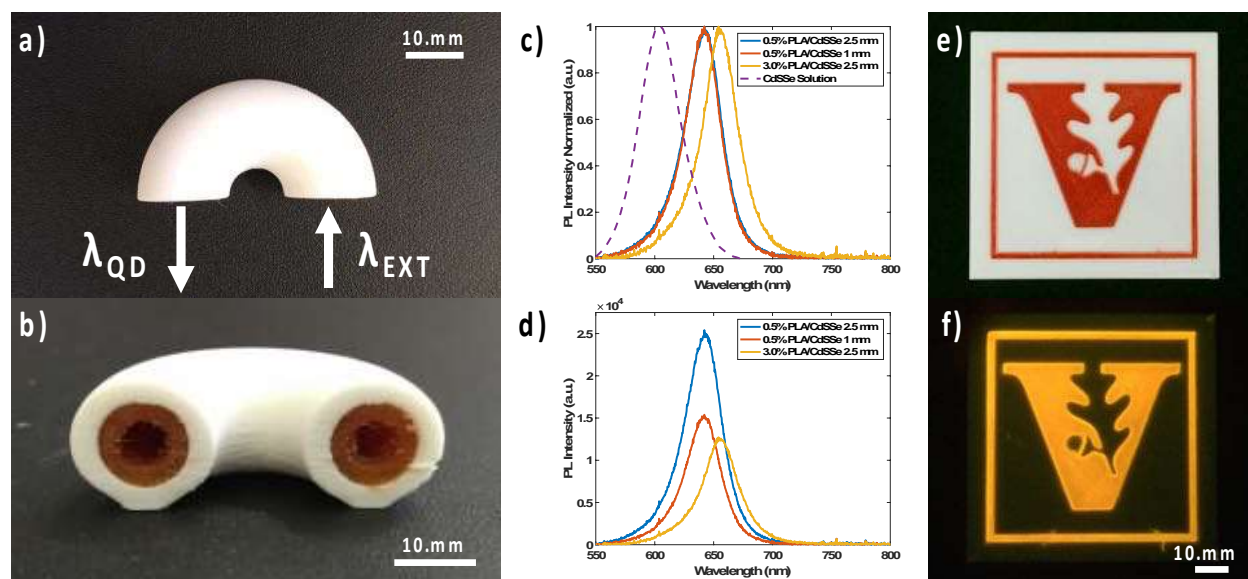 a)
10.mm
λQD
λEXT
b)
10.mm
c)
PL Intensity Normalized (a.u.)
1
0.8
0.6
0.4
0.2
0
0.5% PLA/CdSSe 2.5 mm
0.5% PLA/CdSSe 1 mm
3.0% PLA/CdSSe 2.5 mm
CdSSe Solution
550 600 650 700 750 800
Wavelength (nm)
d)
× 10⁴
PL Intensity (a.u.)
2.5
2
1.5
1
0.5
0
0.5% PLA/CdSSe 2.5 mm
0.5% PLA/CdSSe 1 mm
3.0% PLA/CdSSe 2.5 mm
550 600 650 700 750 800
Wavelength (nm)
e)
V
f)
V
10.mm